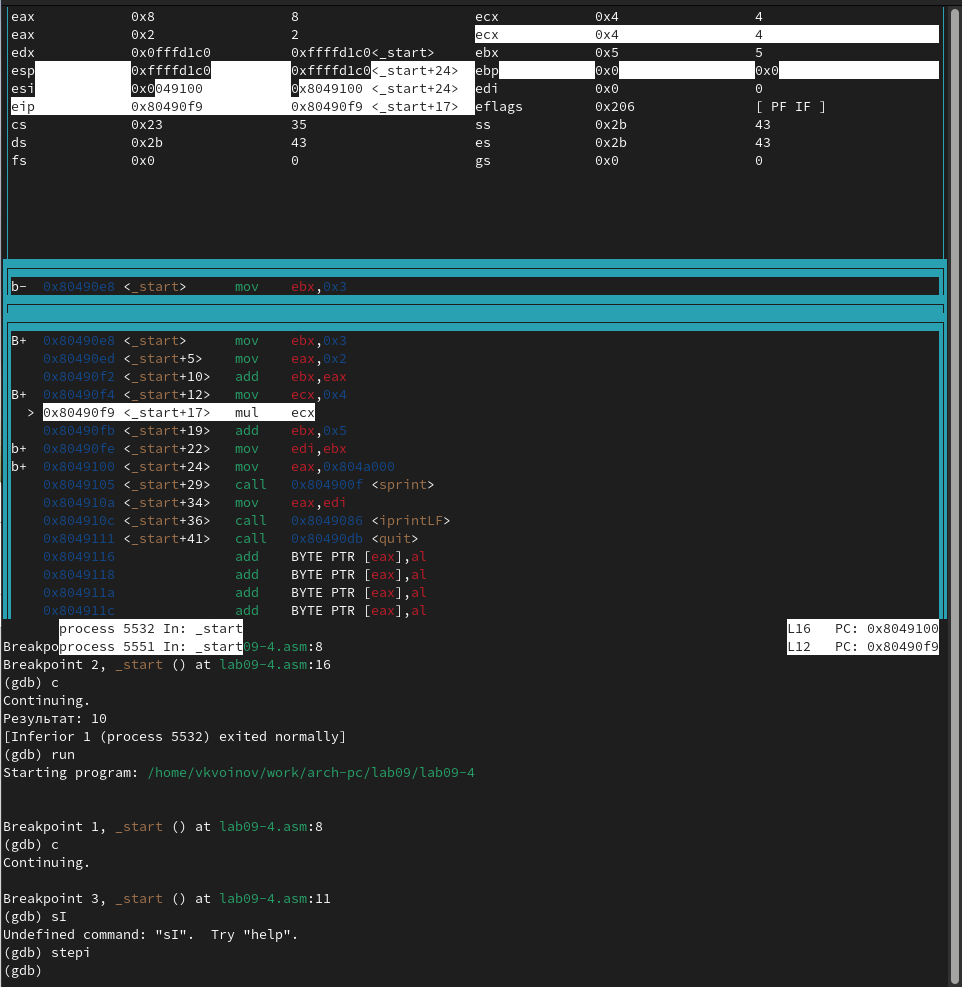 eax 0x8 8 ecx 0x4 4
eax 0x2 2 ecx 0x4 4
edx 0x0fffd1c0 0xffffd1c0<_start> ebx 0x5 5
esp 0xffffd1c0 0xffffd1c0<_start+24> ebp 0x0 0x0
esi 0x0049100 0x8049100 <_start+24> edi 0x0 0
eip 0x80490f9 0x80490f9 <_start+17> eflags 0x206 [ PF IF ]
cs 0x23 35 ss 0x2b 43
ds 0x2b 43 es 0x2b 43
fs 0x0 0 gs 0x0 0
b- 0x80490e8 <_start> mov ebx,0x3
B+ 0x80490e8 <_start> mov ebx,0x3
0x80490ed <_start+5> mov eax,0x2
0x80490f2 <_start+10> add ebx,eax
B+ 0x80490f4 <_start+12> mov ecx,0x4
> 0x80490f9 <_start+17> mul ecx
0x80490fb <_start+19> add ebx,0x5
b+ 0x80490fe <_start+22> mov edi,ebx
b+ 0x8049100 <_start+24> mov eax,0x804a000
0x8049105 <_start+29> call 0x804900f <sprint>
0x804910a <_start+34> mov eax,edi
0x804910c <_start+36> call 0x8049086 <iprintLF>
0x8049111 <_start+41> call 0x80490db <quit>
0x8049116 add BYTE PTR [eax],al
0x8049118 add BYTE PTR [eax],al
0x804911a add BYTE PTR [eax],al
0x804911c add BYTE PTR [eax],al
process 5532 In: _start L16 PC: 0x8049100
Breakpoprocess 5551 In: _start09-4.asm:8 L12 PC: 0x80490f9
Breakpoint 2, _start () at lab09-4.asm:16
(gdb) c
Continuing.
Результат: 10
[Inferior 1 (process 5532) exited normally]
(gdb) run
Starting program: /home/vkvoinov/work/arch-pc/lab09/lab09-4
Breakpoint 1, _start () at lab09-4.asm:8
(gdb) c
Continuing.
Breakpoint 3, _start () at lab09-4.asm:11
(gdb) sI
Undefined command: "sI". Try "help".
(gdb) stepi
(gdb)